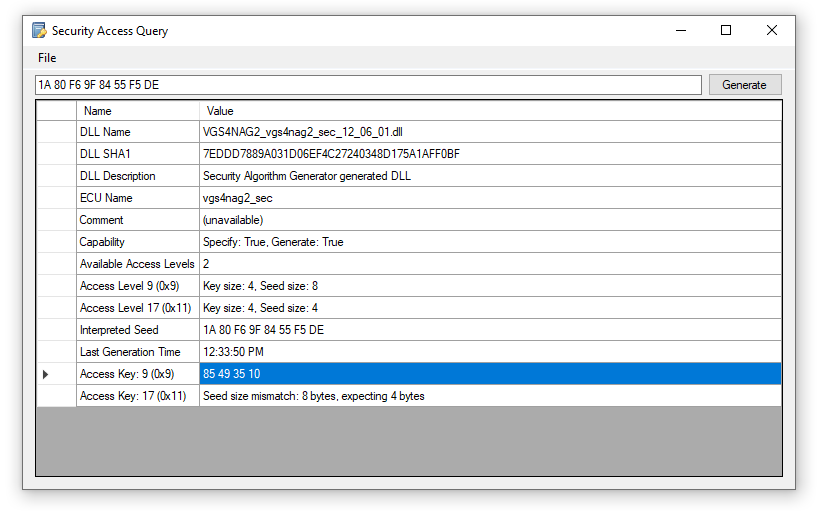 Security Access Query
File
1A 80 F6 9F 84 55 F5 DE Generate
Name Value
DLL Name VGS4NAG2_vgs4nag2_sec_12_06_01.dll
DLL SHA1 7EDDD7889A031D06EF4C27240348D175A1AFF0BF
DLL Description Security Algorithm Generator generated DLL
ECU Name vgs4nag2_sec
Comment (unavailable)
Capability Specify: True, Generate: True
Available Access Levels 2
Access Level 9 (0x9) Key size: 4, Seed size: 8
Access Level 17 (0x11) Key size: 4, Seed size: 4
Interpreted Seed 1A 80 F6 9F 84 55 F5 DE
Last Generation Time 12:33:50 PM
Access Key: 9 (0x9) 85 49 35 10
Access Key: 17 (0x11) Seed size mismatch: 8 bytes, expecting 4 bytes